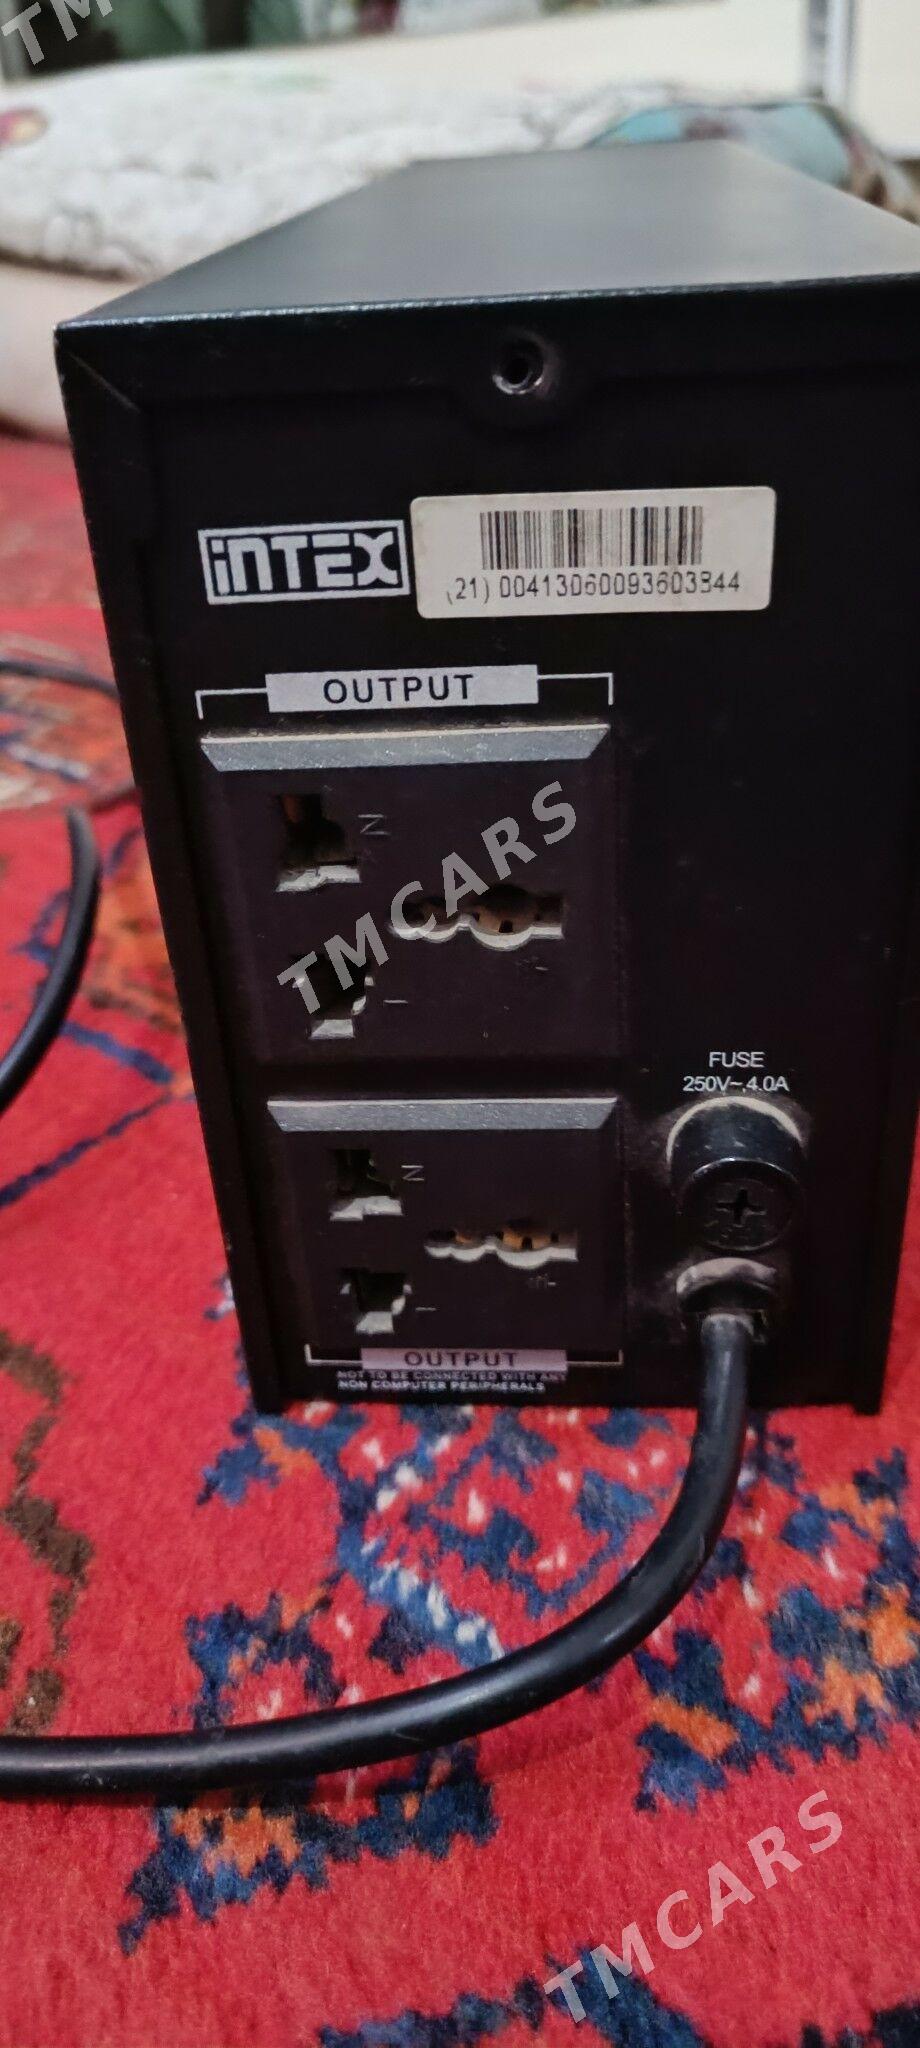 TM
INTEX
(21) 00413060093603844
OUTPUT
N
TMCARS
FUSE
250V~,4.0A
N
OUTPUT
NOT TO BE CONNECTED WITH ANY
NON COMPUTER PERIPHERALS
TMCARS